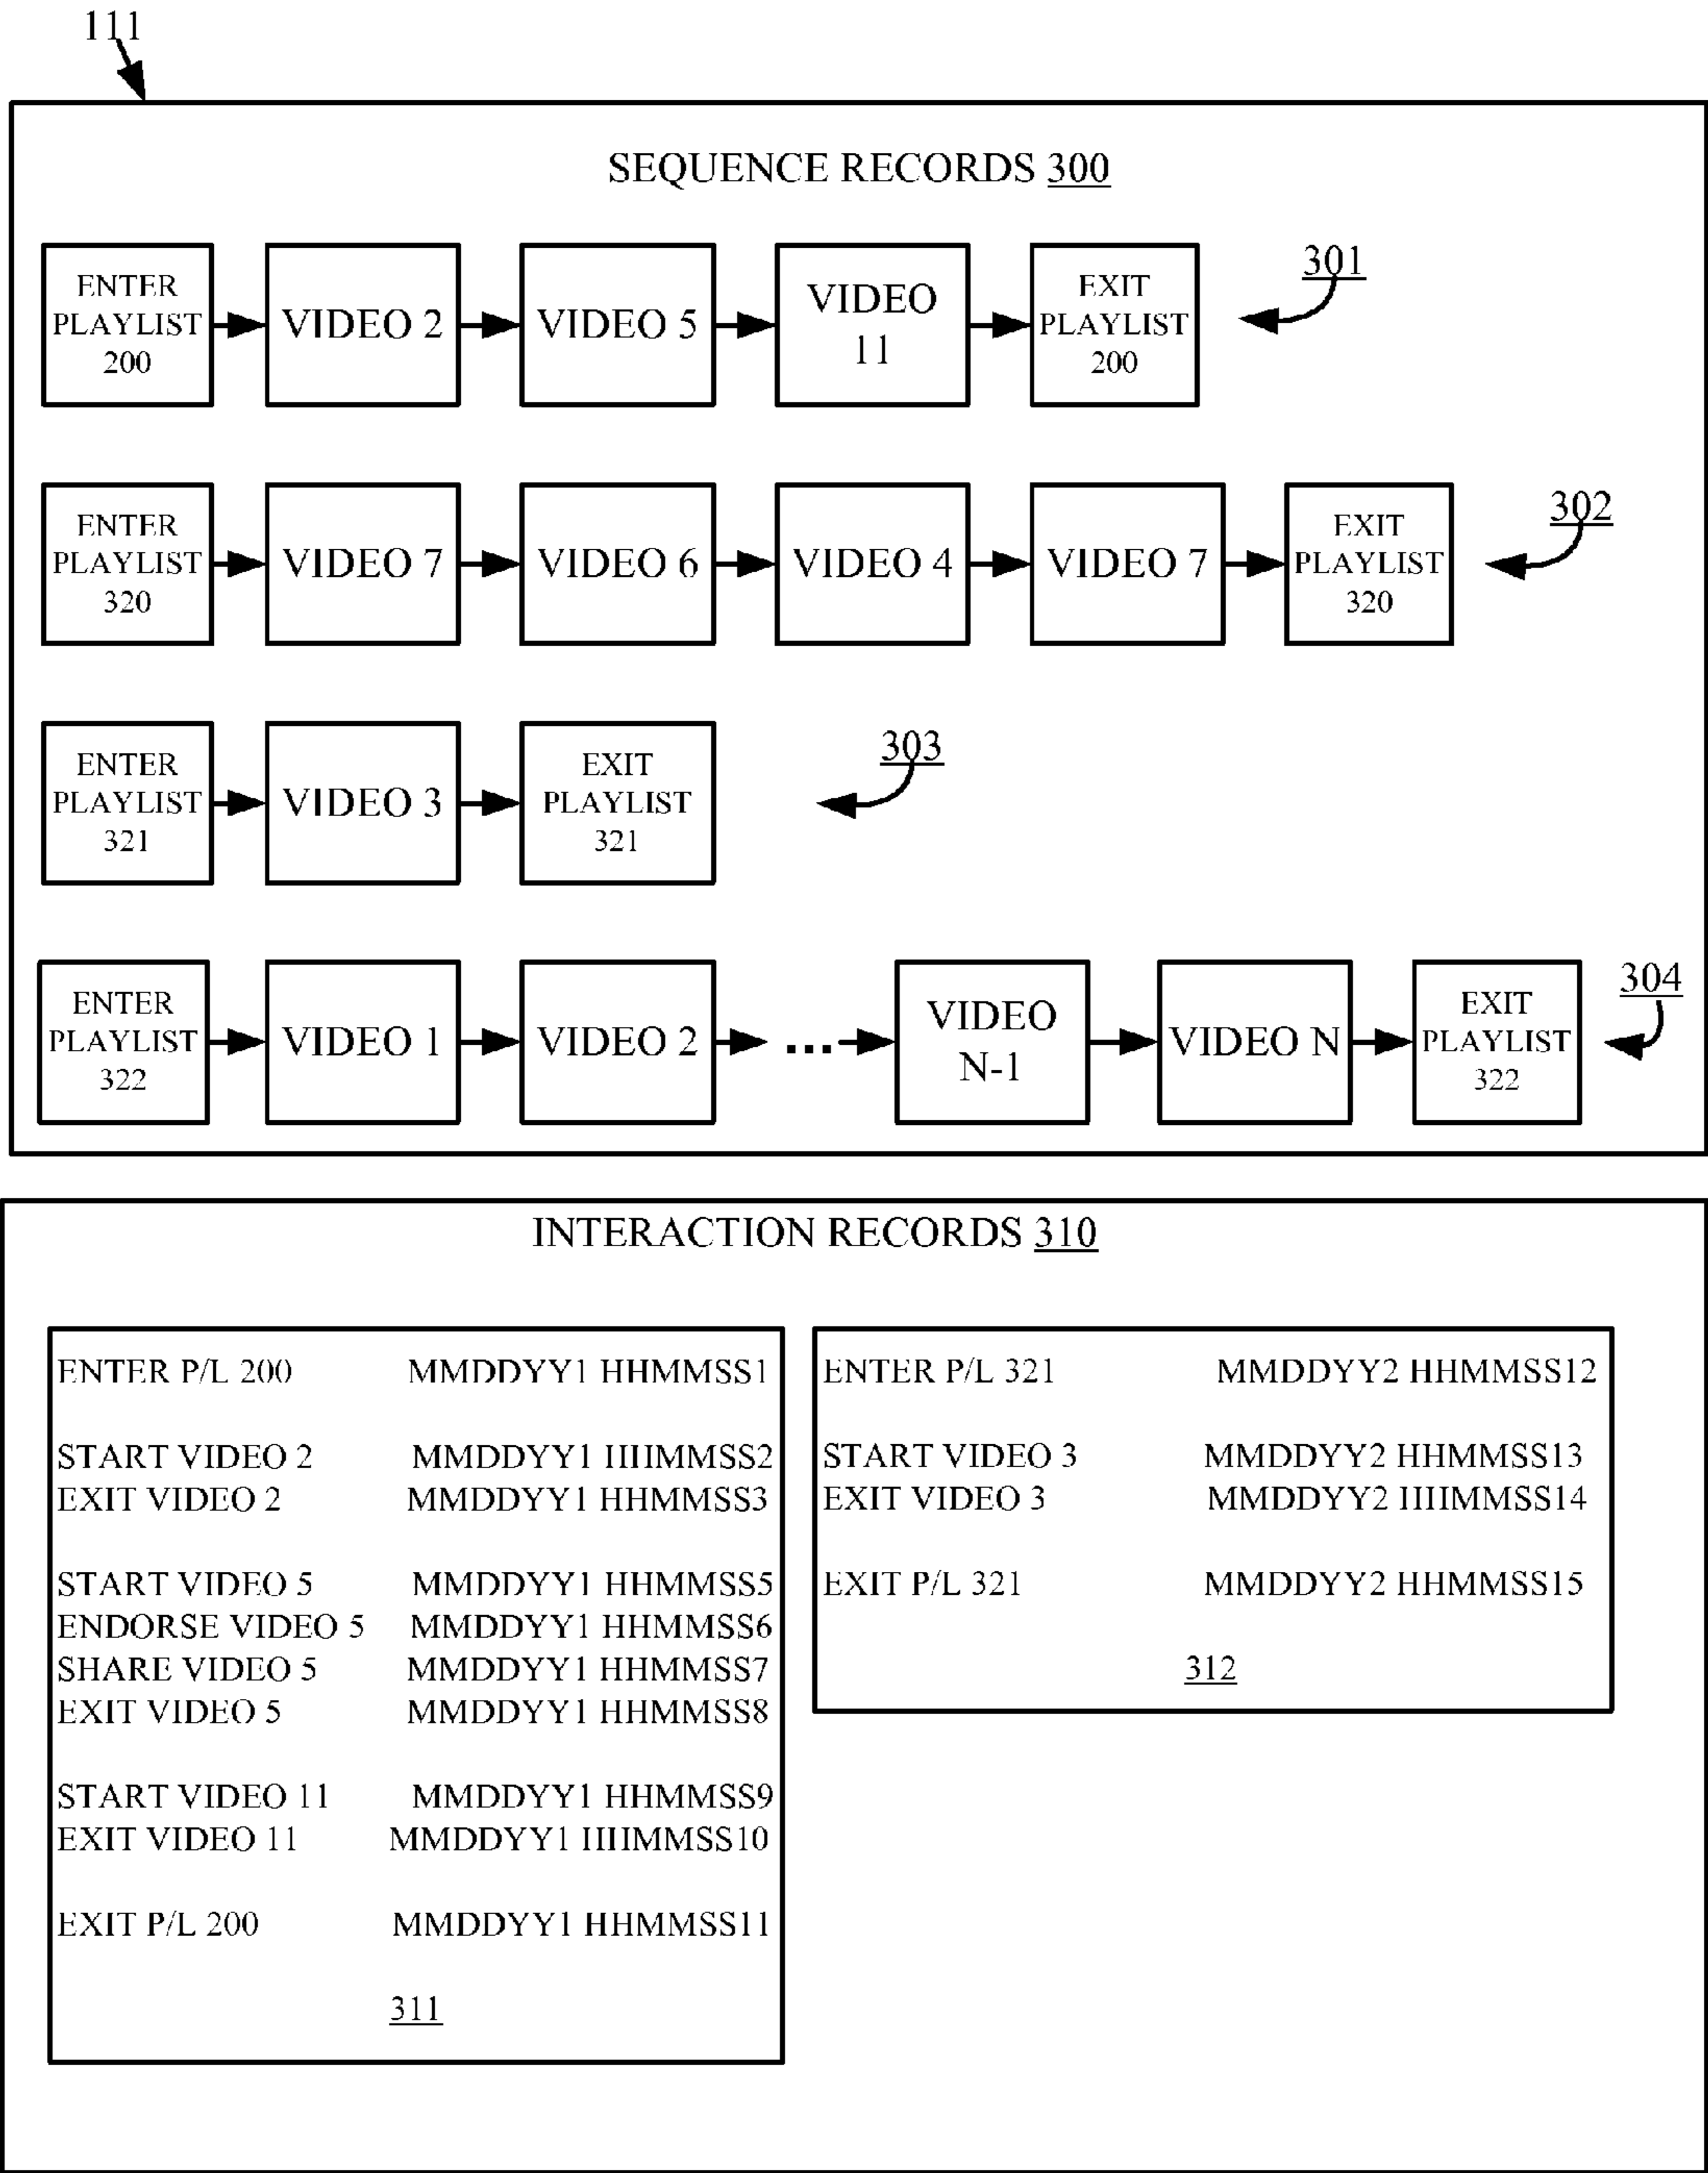 111
SEQUENCE RECORDS 300
ENTER
PLAYLIST
200
VIDEO 2
VIDEO 5
VIDEO
11
EXIT
PLAYLIST
200
301
ENTER
PLAYLIST
320
VIDEO 7
VIDEO 6
VIDEO 4
VIDEO 7
EXIT
PLAYLIST
320
302
ENTER
PLAYLIST
321
VIDEO 3
EXIT
PLAYLIST
321
303
ENTER
PLAYLIST
322
VIDEO 1
VIDEO 2
...
VIDEO
N-1
VIDEO N
EXIT
PLAYLIST
322
304
INTERACTION RECORDS 310
ENTER P/L 200 MMDDYY1 HHMMSS1
START VIDEO 2 MMDDYY1 HHMMSS2
EXIT VIDEO 2 MMDDYY1 HHMMSS3
START VIDEO 5 MMDDYY1 HHMMSS5
ENDORSE VIDEO 5 MMDDYY1 HHMMSS6
SHARE VIDEO 5 MMDDYY1 HHMMSS7
EXIT VIDEO 5 MMDDYY1 HHMMSS8
START VIDEO 11 MMDDYY1 HHMMSS9
EXIT VIDEO 11 MMDDYY1 HHMMSS10
EXIT P/L 200 MMDDYY1 HHMMSS11
311
ENTER P/L 321 MMDDYY2 HHMMSS12
START VIDEO 3 MMDDYY2 HHMMSS13
EXIT VIDEO 3 MMDDYY2 HHMMSS14
EXIT P/L 321 MMDDYY2 HHMMSS15
312